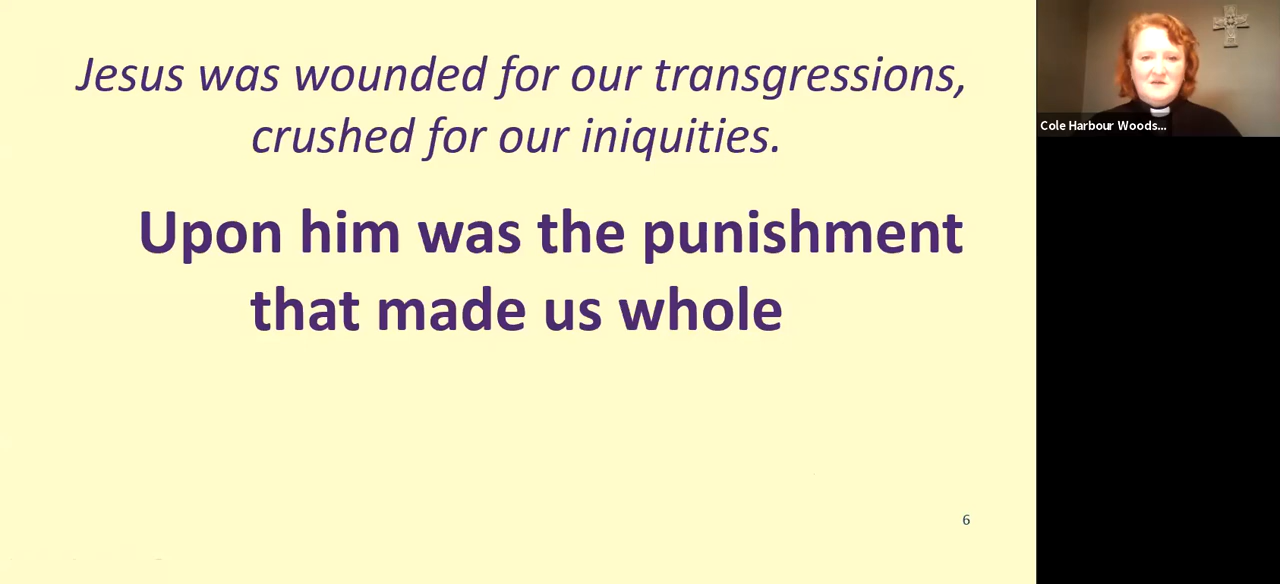 Jesus was wounded for our transgressions,
crushed for our iniquities.
Upon him was the punishment
that made us whole
6
Cole Harbour Woods...